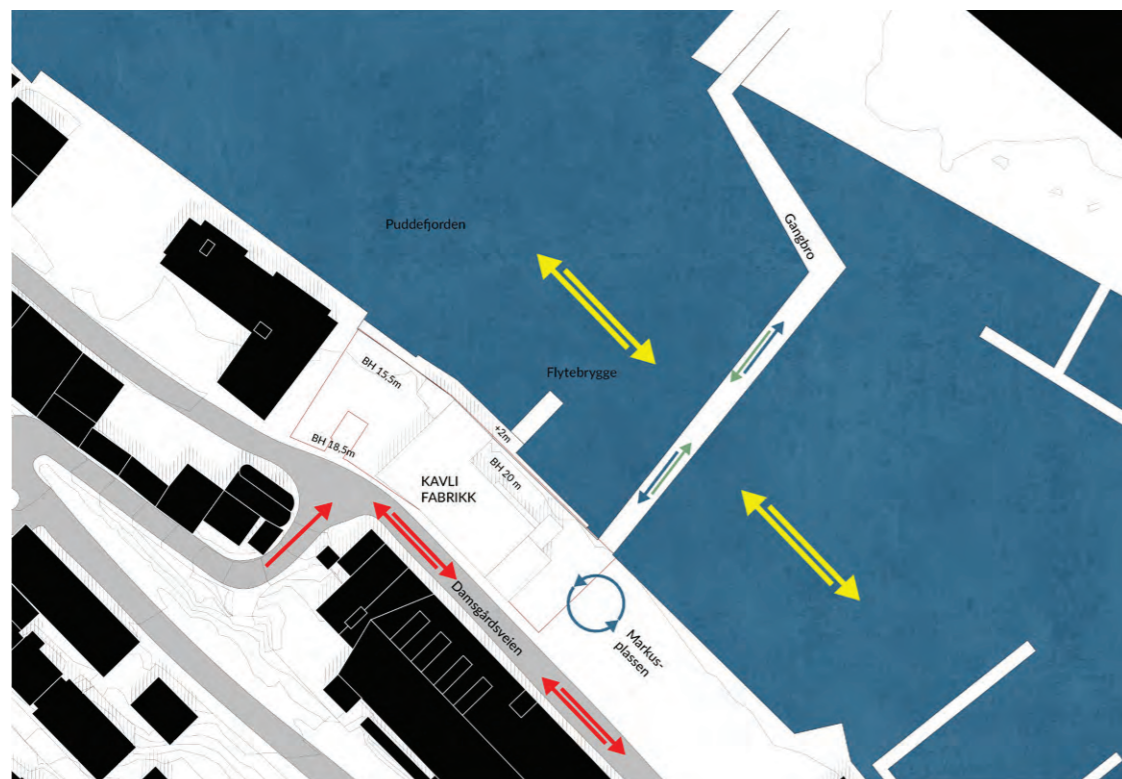 Puddefjorden
Gangbro
Flytebrygge
BH 15,5m
+2m
BH 18,5m
BH 20 m
KAVLI
FABRIKK
Damsgårdsveien
Markus-
plassen